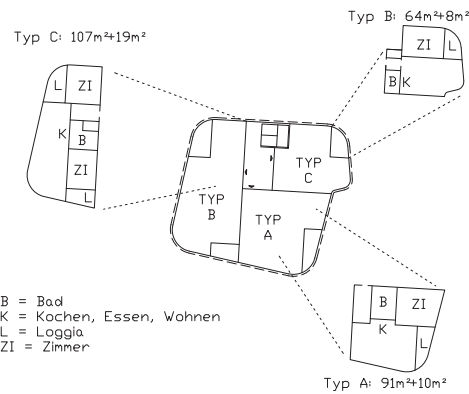 Typ B: 64m²+8m²
Typ C: 107m²+19m²
ZI
L
B K
L
ZI
K
B
ZI
L
TYP
C
TYP
B
TYP
A
B = Bad
K = Kochen, Essen, Wohnen
L = Loggia
ZI = Zimmer
B
ZI
K
L
Typ A: 91m²+10m²